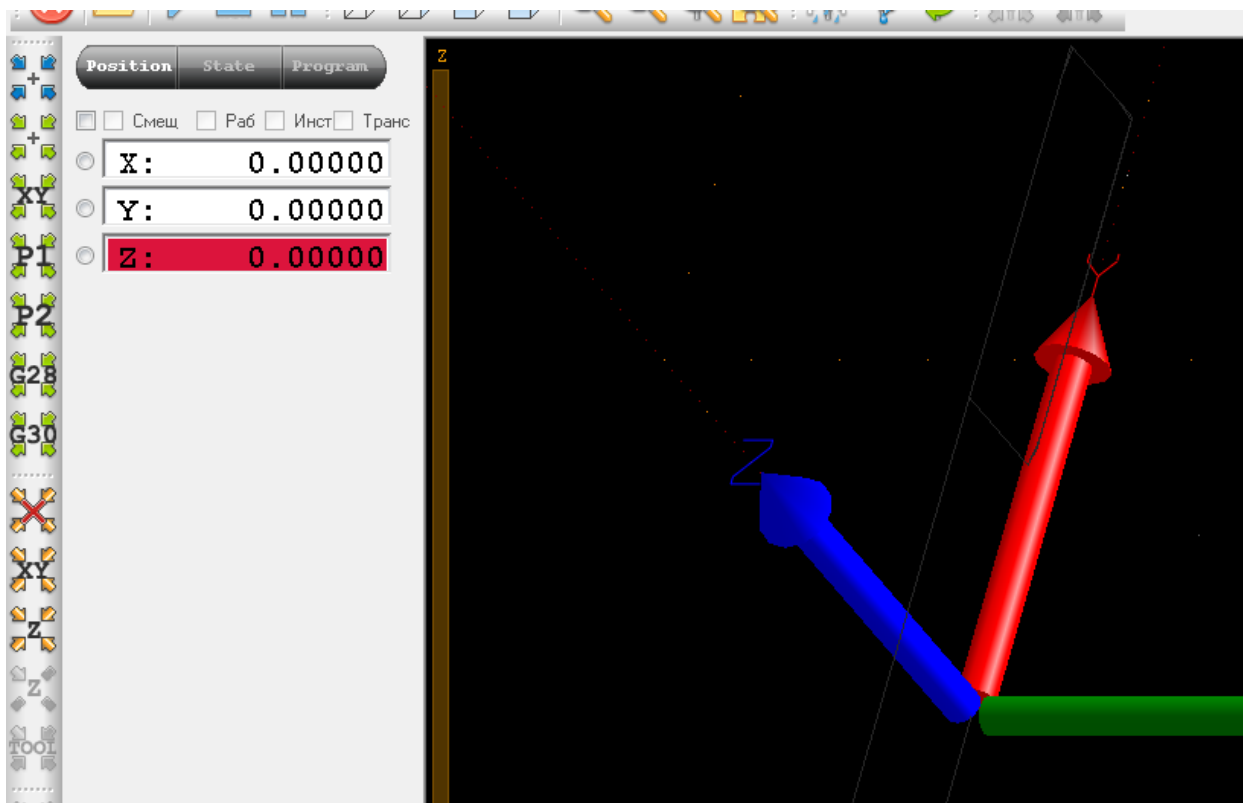 Position State Program
Z
Смещ Раб Инст Транс
X: 0.00000
Y: 0.00000
Z: 0.00000
XY
P1
P2
G28
G30
XY
Z
Z
TOOL
Z
Y